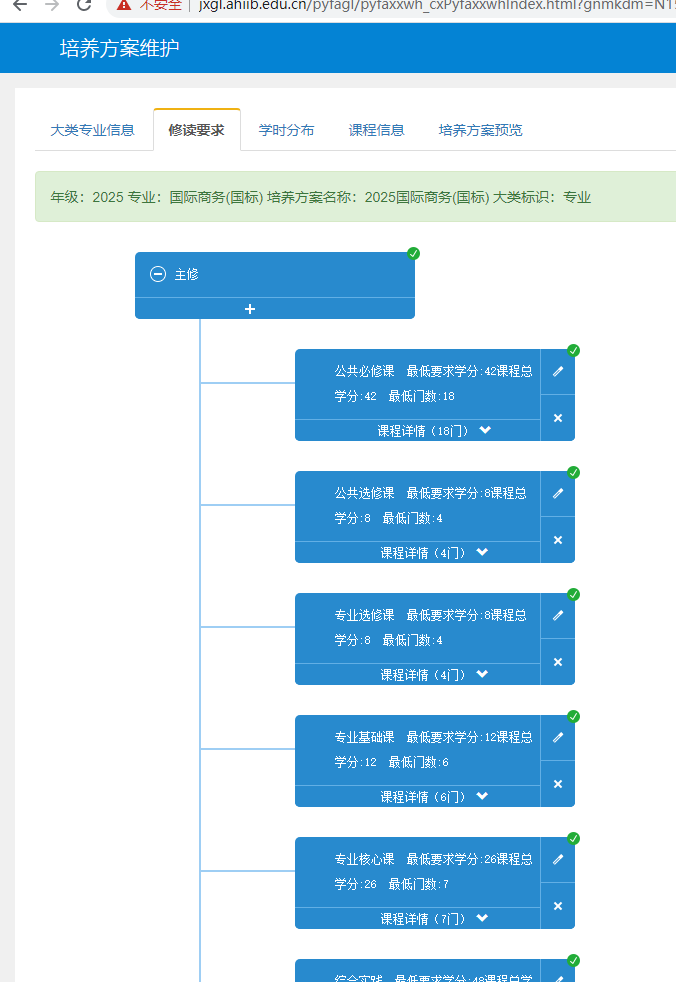 不安全 jxgl.ahiib.edu.cn/pyfagl/pyfaxxwh_cxPyfaxxwhIndex.html?gnmkdm=N15
培养方案维护
大类专业信息 修读要求 学时分布 课程信息 培养方案预览
年级：2025 专业：国际商务(国标) 培养方案名称：2025国际商务(国标) 大类标识：专业
主修
公共必修课 最低要求学分:42课程总
学分:42 最低门数:18
课程详情（18门）
公共选修课 最低要求学分:8课程总
学分:8 最低门数:4
课程详情（4门）
专业选修课 最低要求学分:8课程总
学分:8 最低门数:4
课程详情（4门）
专业基础课 最低要求学分:12课程总
学分:12 最低门数:6
课程详情（6门）
专业核心课 最低要求学分:26课程总
学分:26 最低门数:7
课程详情（7门）
综合实践 最低要求学分:48课程总学